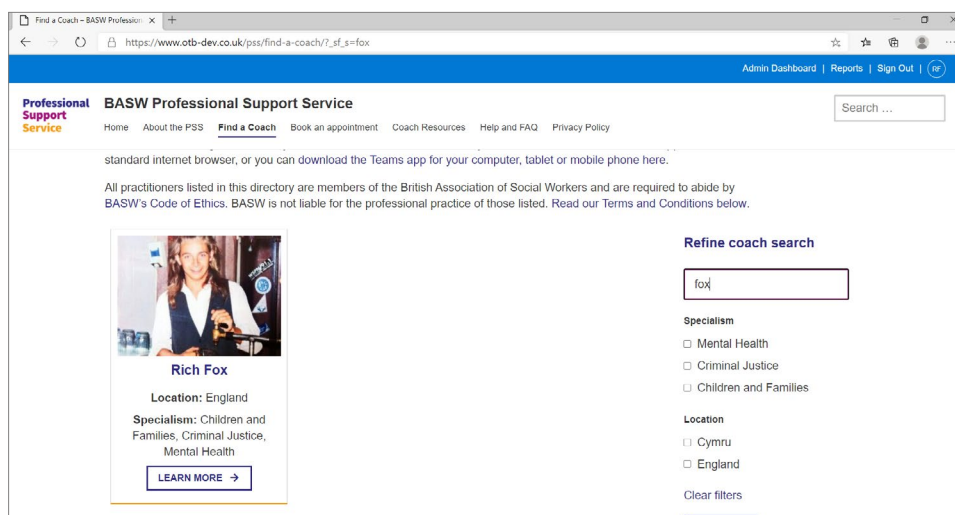 Find a Coach – BASW Profession
https://www.otb-dev.co.uk/pss/find-a-coach/?_sf_s=fox
Admin Dashboard | Reports | Sign Out | RF
Professional
Support
Service
BASW Professional Support Service
Search ...
Home About the PSS Find a Coach Book an appointment Coach Resources Help and FAQ Privacy Policy
standard internet browser, or you can download the Teams app for your computer, tablet or mobile phone here.
All practitioners listed in this directory are members of the British Association of Social Workers and are required to abide by
BASW's Code of Ethics. BASW is not liable for the professional practice of those listed. Read our Terms and Conditions below.
Rich Fox
Location: England
Specialism: Children and
Families, Criminal Justice,
Mental Health
LEARN MORE →
Refine coach search
fox
Specialism
Mental Health
Criminal Justice
Children and Families
Location
Cymru
England
Clear filters